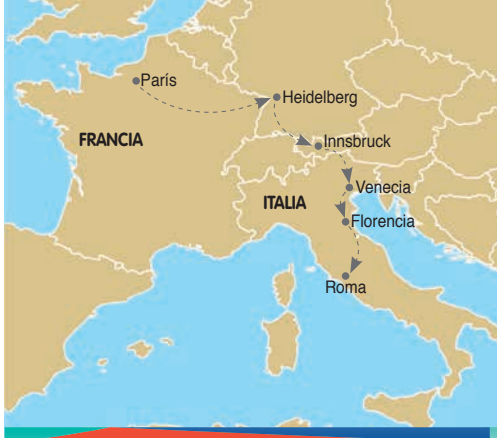 París
Heidelberg
FRANCIA
Innsbruck
Venecia
ITALIA
Florencia
Roma